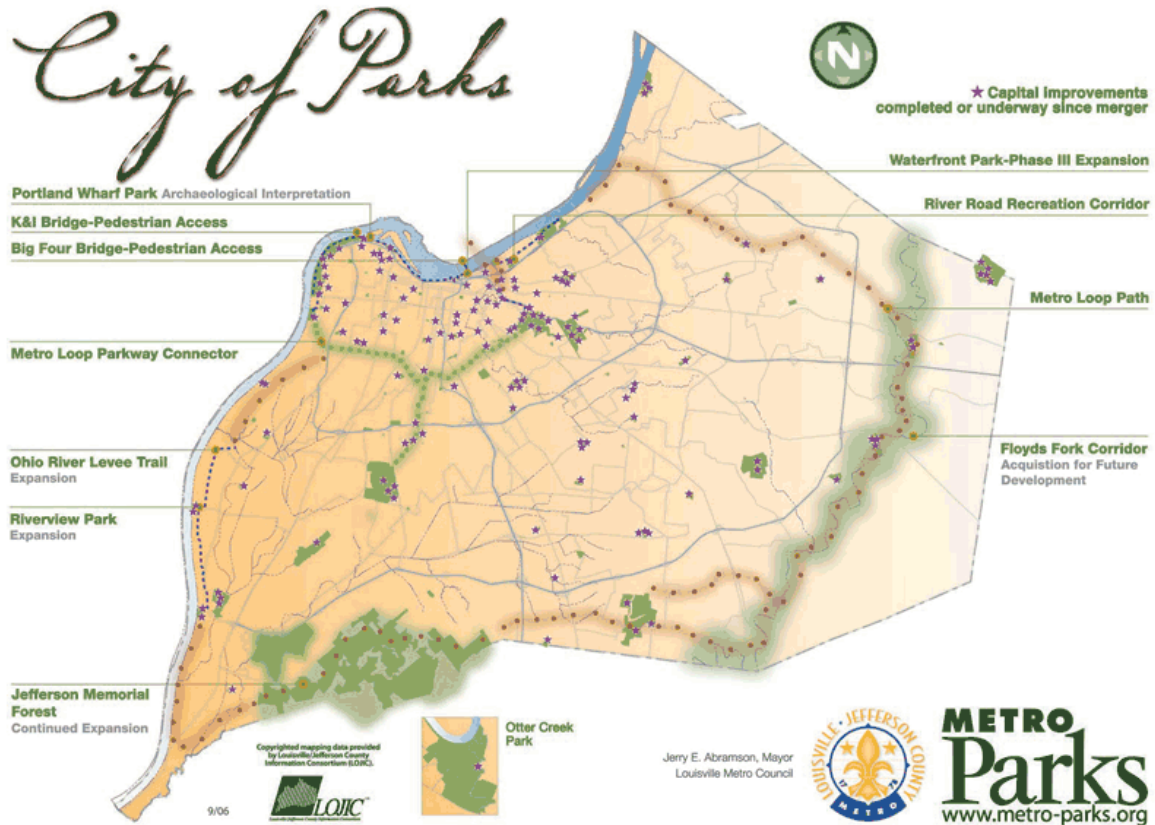 City of Parks
N
Capital improvements
completed or underway since merger
Waterfront Park-Phase III Expansion
River Road Recreation Corridor
Metro Loop Path
Floyds Fork Corridor
Acquistion for Future
Development
Portland Wharf Park Archaeological Interpretation
K&I Bridge-Pedestrian Access
Big Four Bridge-Pedestrian Access
Metro Loop Parkway Connector
Ohio River Levee Trail
Expansion
Riverview Park
Expansion
Jefferson Memorial
Forest
Continued Expansion
Copyrighted mapping data provided
by Louisville/Jefferson County
Information Consortium (LOJIC).
9/06
LOJIC
Otter Creek
Park
Jerry E. Abramson, Mayor
Louisville Metro Council
LOUISVILLE · JEFFERSON COUNTY
17 78
METRO
METRO
Parks
www.metro-parks.org